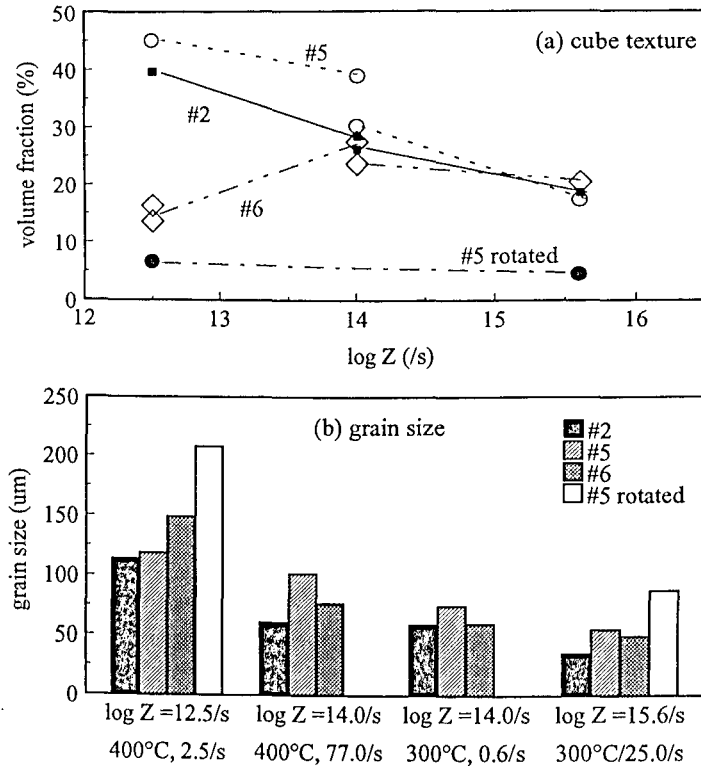 50
(a) cube texture
#5
40
#2
30
20
#6
#5 rotated
10
0
volume fraction (%)
12 13 14 15 16
log Z (/s)
250
(b) grain size
#2
#5
#6
#5 rotated
200
150
100
50
0
grain size (um)
log Z =12.5/s log Z =14.0/s log Z =14.0/s log Z =15.6/s
400°C, 2.5/s 400°C, 77.0/s 300°C, 0.6/s 300°C/25.0/s